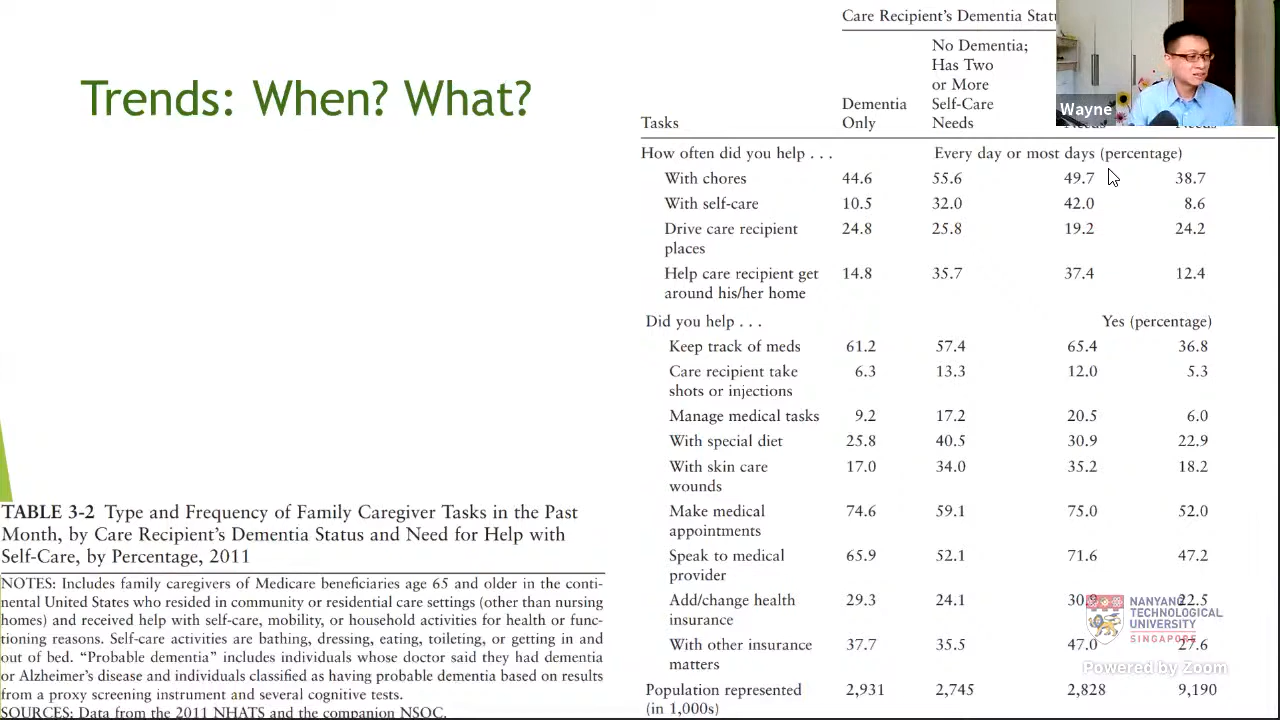 Trends: When? What?
Care Recipient's Dementia
No Dementia;
Has Two
or More
Dementia Self-Care
Tasks Only Needs
Wayne
How often did you help . . . Every day or most days (percentage)
With chores 44.6 55.6 49.7 38.7
With self-care 10.5 32.0 42.0 8.6
Drive care recipient 24.8 25.8 19.2 24.2
places
Help care recipient get 14.8 35.7 37.4 12.4
around his/her home
Did you help . . . Yes (percentage)
Keep track of meds 61.2 57.4 65.4 36.8
Care recipient take 6.3 13.3 12.0 5.3
shots or injections
Manage medical tasks 9.2 17.2 20.5 6.0
With special diet 25.8 40.5 30.9 22.9
With skin care 17.0 34.0 35.2 18.2
wounds
Make medical 74.6 59.1 75.0 52.0
appointments
Speak to medical 65.9 52.1 71.6 47.2
provider
Add/change health 29.3 24.1 22.5
insurance
With other insurance 37.7 35.5 47.0 27.6
matters
Population represented 2,931 2,745 2,828 9,190
(in 1,000s)
TABLE 3-2 Type and Frequency of Family Caregiver Tasks in the Past
Month, by Care Recipient's Dementia Status and Need for Help with
Self-Care, by Percentage, 2011
NOTES: Includes family caregivers of Medicare beneficiaries age 65 and older in the conti-
nental United States who resided in community or residential care settings (other than nursing
homes) and received help with self-care, mobility, or household activities for health or func-
tioning reasons. Self-care activities are bathing, dressing, eating, toileting, or getting in and
out of bed. "Probable dementia" includes individuals whose doctor said they had dementia
or Alzheimer's disease and individuals classified as having probable dementia based on results
from a proxy screening instrument and several cognitive tests.
SOURCES: Data from the 2011 NHATS and the companion NSOC.
NANYANG
TECHNOLOGICAL
UNIVERSITY
SINGAPORE
Powered by Zoom